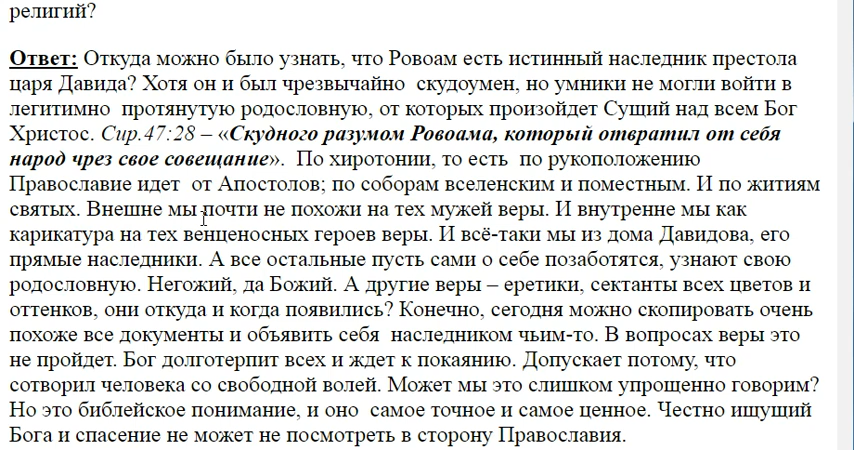 религий?
Ответ: Откуда можно было узнать, что Ровоам есть истинный наследник престола
царя Давида? Хотя он и был чрезвычайно скудоумен, но умники не могли войти в
легитимно протянутую родословную, от которых произойдет Сущий над всем Бог
Христос. Сир.47:28 – «Скудного разумом Ровоама, который отвратил от себя
народ чрез свое совещание». По хиротонии, то есть по рукоположению
Православие идет от Апостолов; по соборам вселенским и поместным. И по житиям
святых. Внешне мы почти не похожи на тех мужей веры. И внутренне мы как
карикатура на тех венценосных героев веры. И всё-таки мы из дома Давидова, его
прямые наследники. А все остальные пусть сами о себе позаботятся, узнают свою
родословную. Негожий, да Божий. А другие веры – еретики, сектанты всех цветов и
оттенков, они откуда и когда появились? Конечно, сегодня можно скопировать очень
похоже все документы и объявить себя наследником чьим-то. В вопросах веры это
не пройдет. Бог долготерпит всех и ждет к покаянию. Допускает потому, что
сотворил человека со свободной волей. Может мы это слишком упрощенно говорим?
Но это библейское понимание, и оно самое точное и самое ценное. Честно ищущий
Бога и спасение не может не посмотреть в сторону Православия.